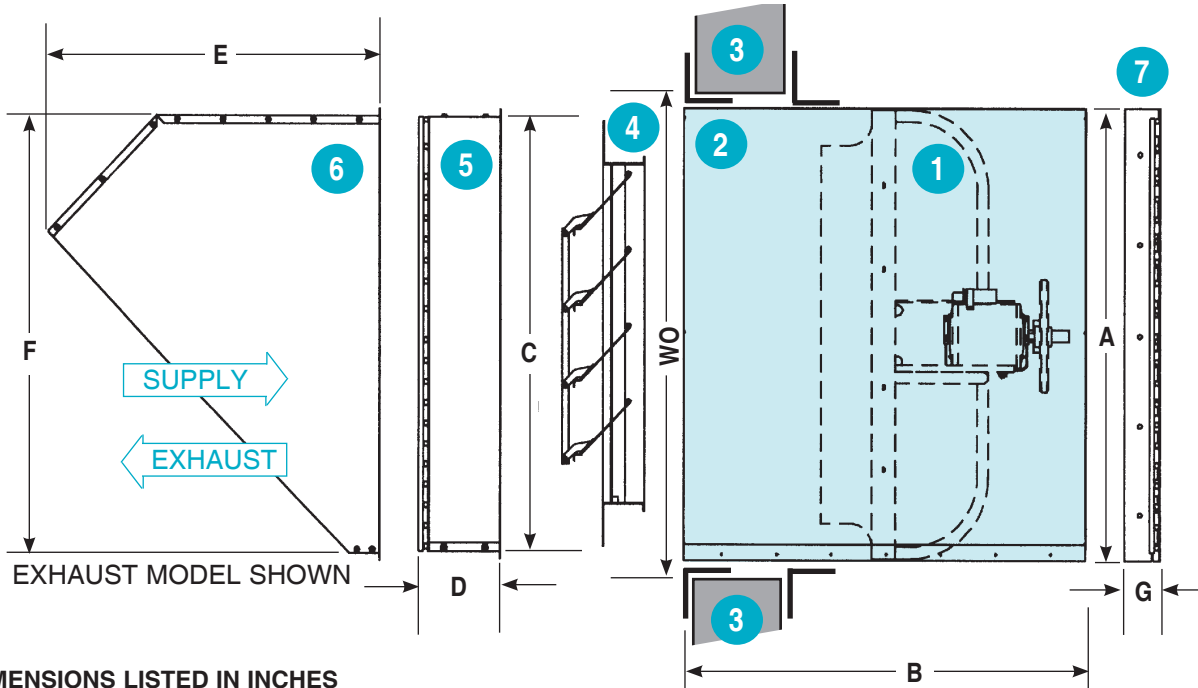 E
3
7
4
2
1
6
5
WO
A
F
C
SUPPLY
EXHAUST
EXHAUST MODEL SHOWN
D
G
3
B
MENSIONS LISTED IN INCHES